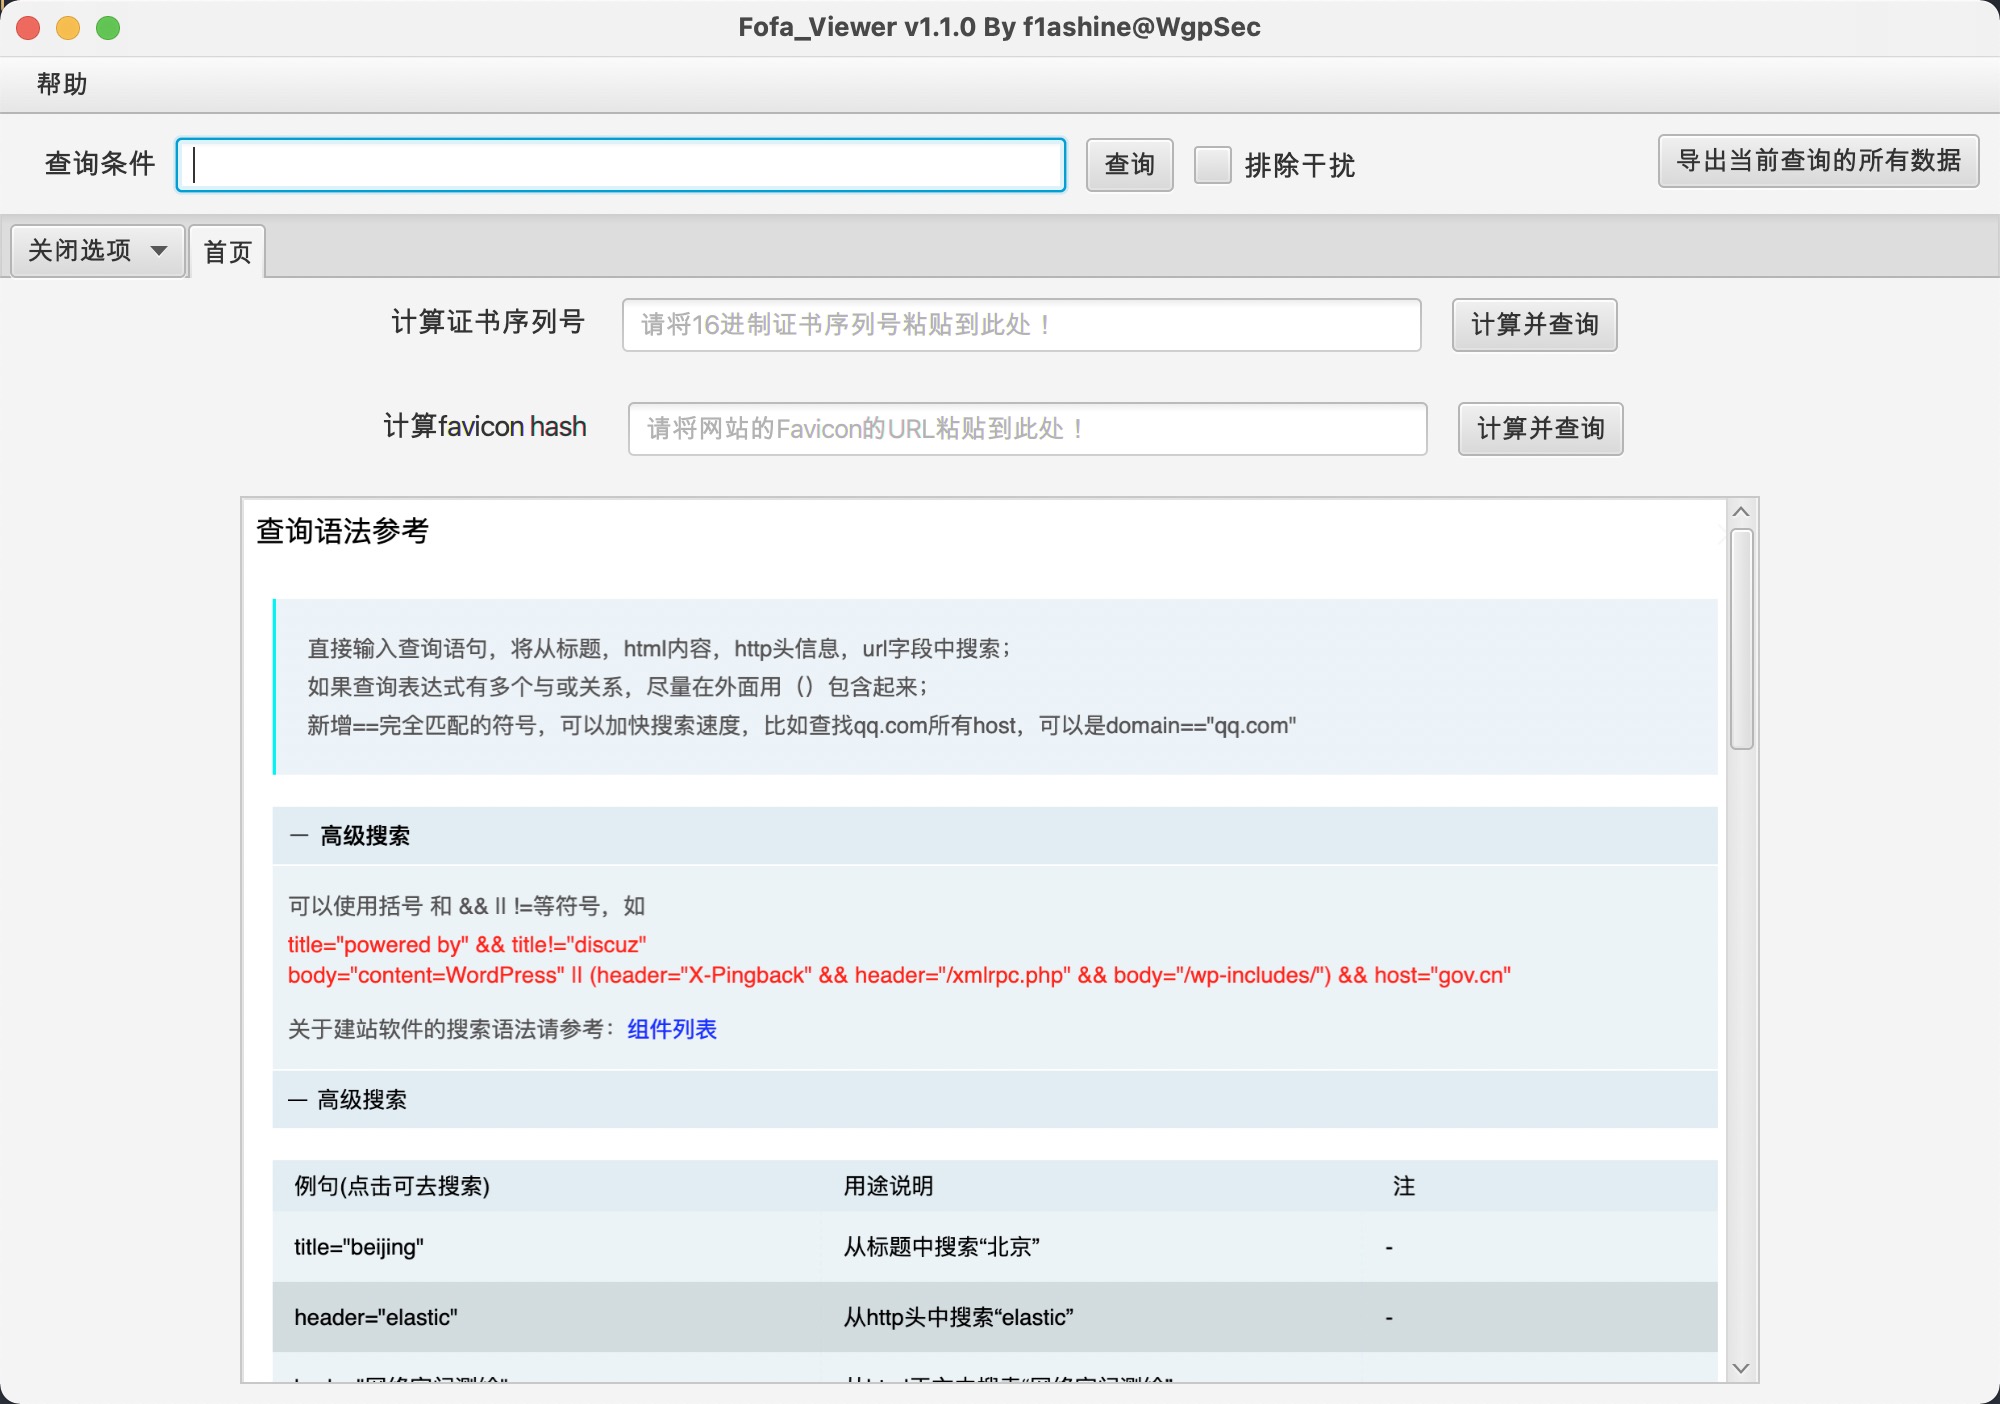 Fofa_Viewer v1.1.0 By f1ashine@WgpSec
帮助
查询条件 查询 排除干扰 导出当前查询的所有数据
关闭选项 首页
计算证书序列号 请将16进制证书序列号粘贴到此处！ 计算并查询
计算favicon hash 请将网站的Favicon的URL粘贴到此处！ 计算并查询
查询语法参考
直接输入查询语句，将从标题，html内容，http头信息，url字段中搜索；
如果查询表达式有多个与或关系，尽量在外面用（）包含起来；
新增==完全匹配的符号，可以加快搜索速度，比如查找qq.com所有host，可以是domain=="qq.com"
一 高级搜索
可以使用括号 和 && || !=等符号，如
title="powered by" && title!="discuz"
body="content=WordPress" || (header="X-Pingback" && header="/xmlrpc.php" && body="/wp-includes/") && host="gov.cn"
关于建站软件的搜索语法请参考：组件列表
一 高级搜索
例句(点击可去搜索) 用途说明 注
title="beijing" 从标题中搜索“北京” -
header="elastic" 从http头中搜索“elastic” -